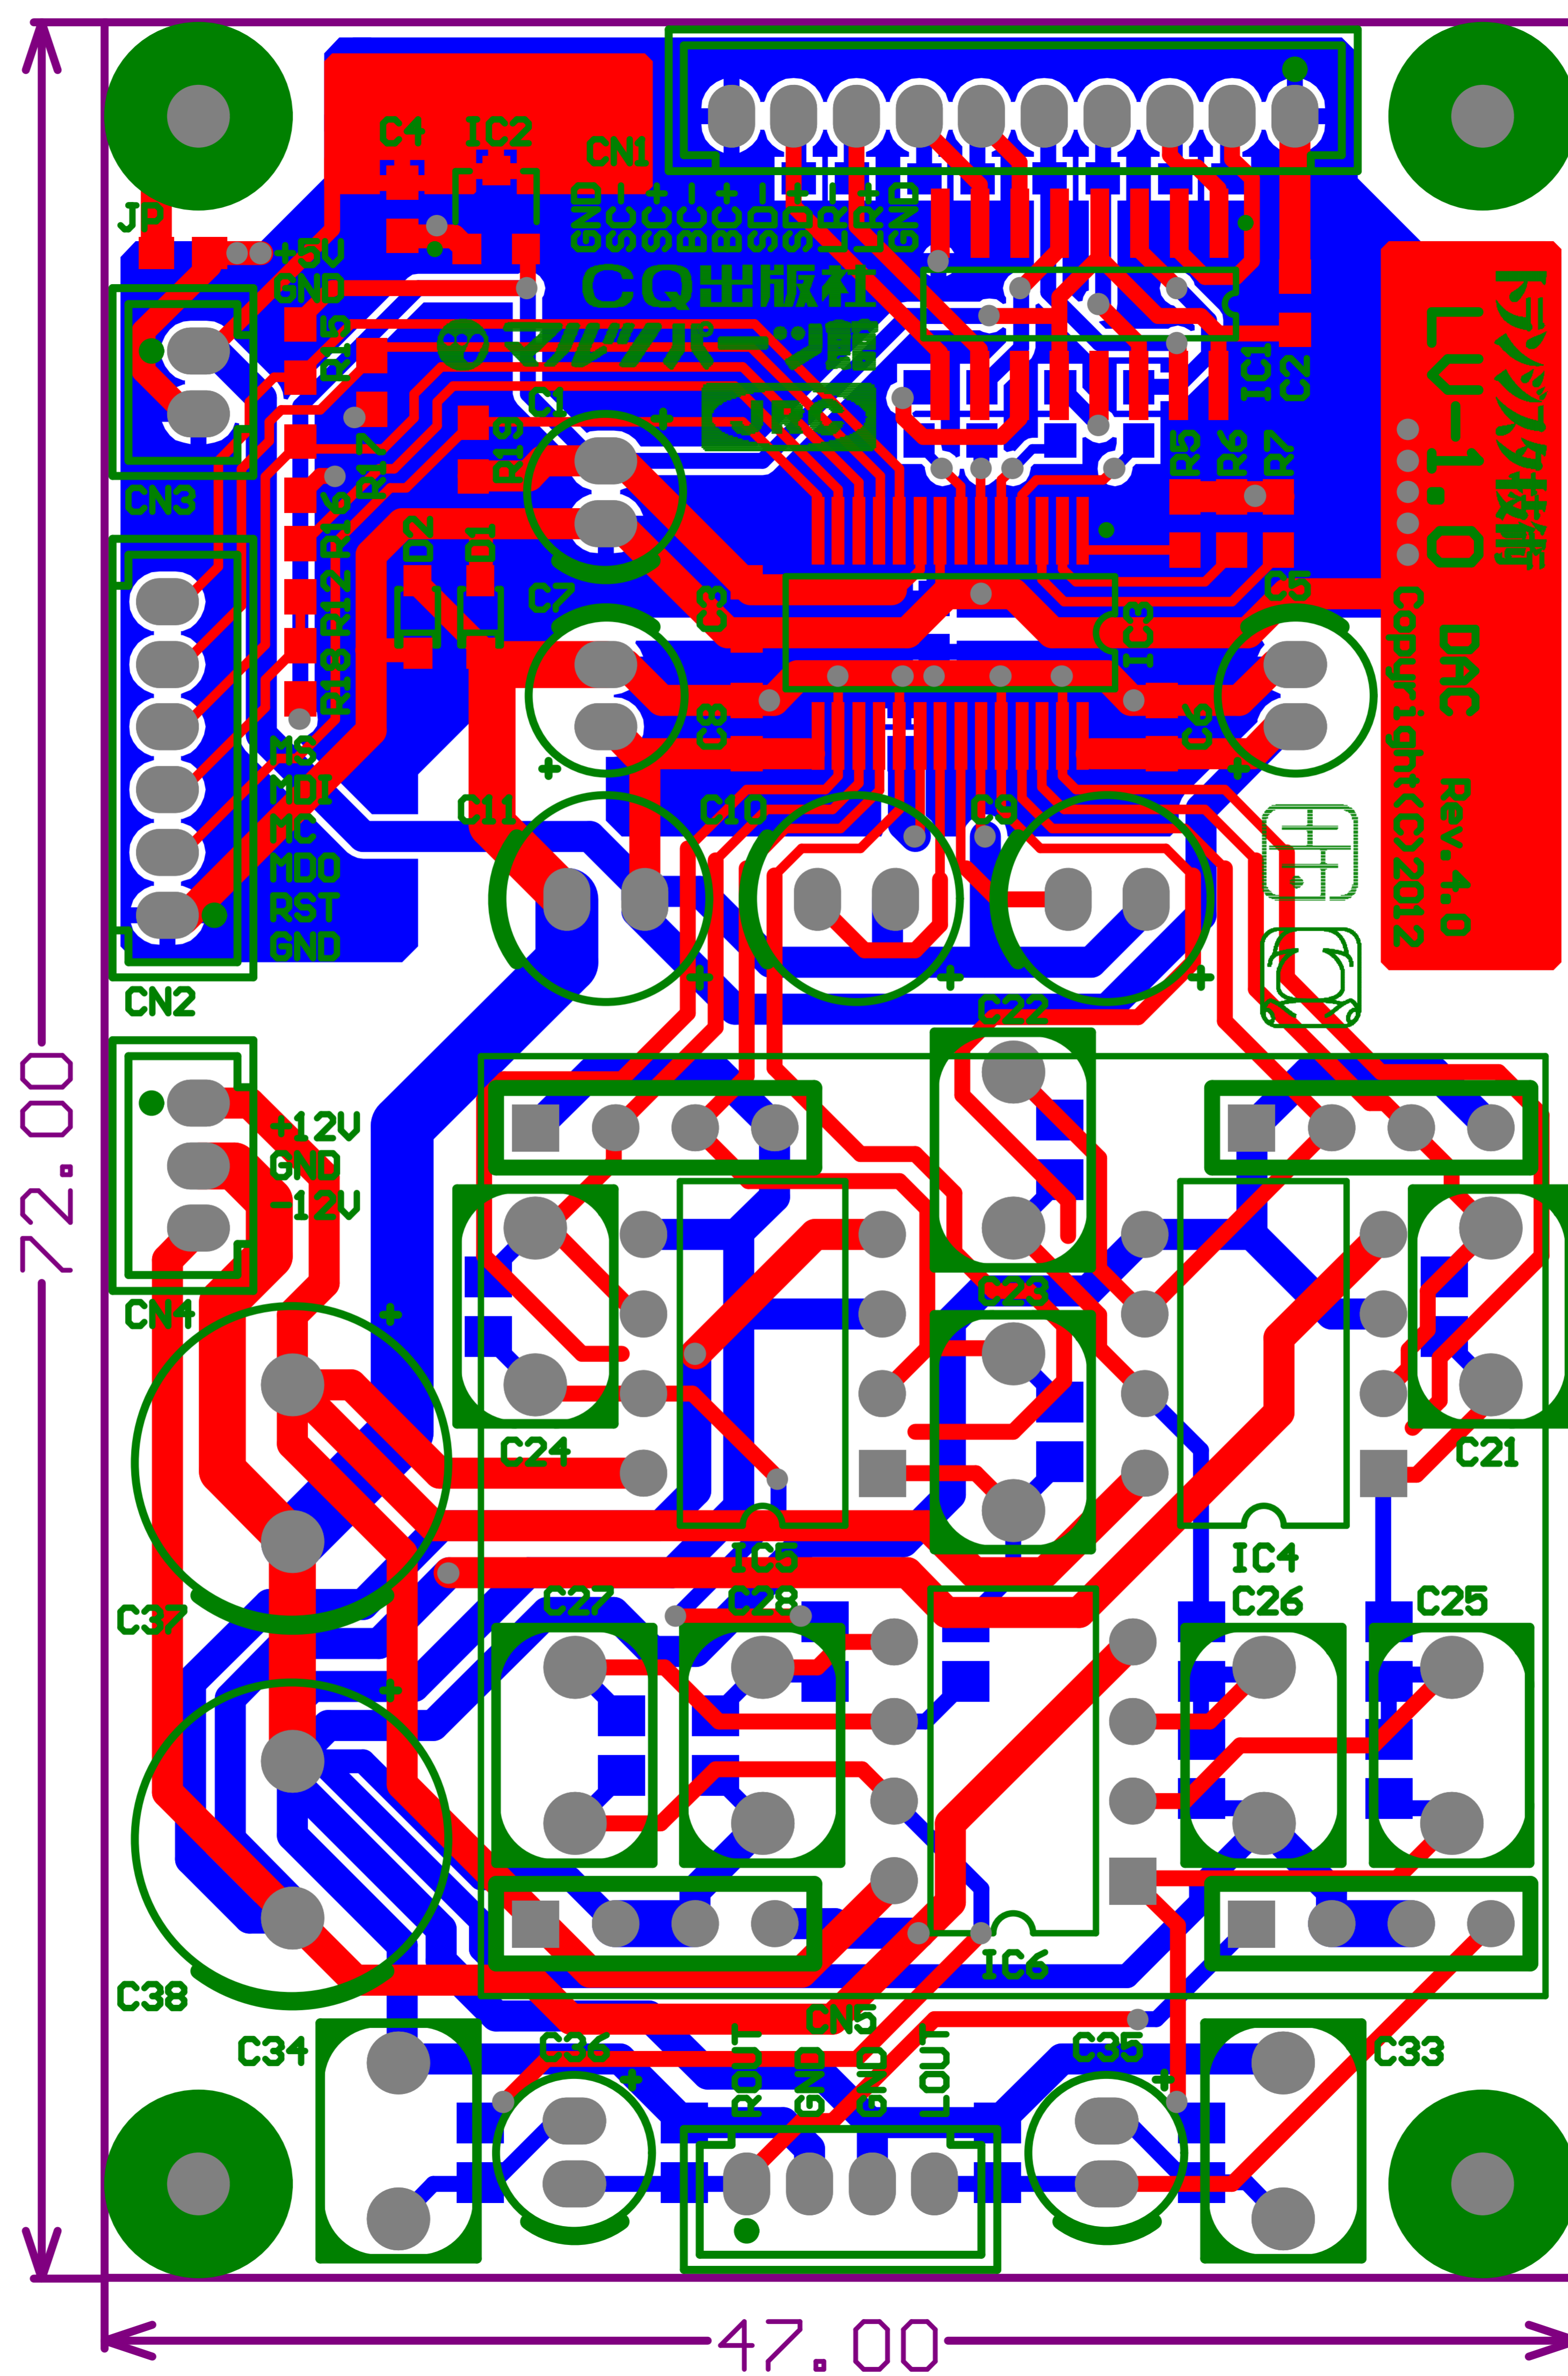 C4
IC2
CN1
JP
+5V
GND
GND
SCC-
SCC+
BCC-
BCC+
SD-
SD+
LR-
LR+
GND
CQ出版社
マルツパーツ館
JRC
IC1
C2
トランジスタ技術
LV-1.0
DAC Rev.4.0
Copyright(C)2012
R15
R17
R19
C1
R5
R6
R7
CN3
R16
D2
D1
R12
R10
C7
C3
IC3
C5
C8
C6
MS
MDI
MC
MDO
RST
GND
C11
C10
C9
CN2
C22
+12V
GND
-12V
CN4
72.00
C23
C24
C21
IC5
IC4
C37
C27
C28
C26
C25
C38
IC6
CN5
C34
C36
ROUT
GND
GND
LOUT
C35
C33
47.00